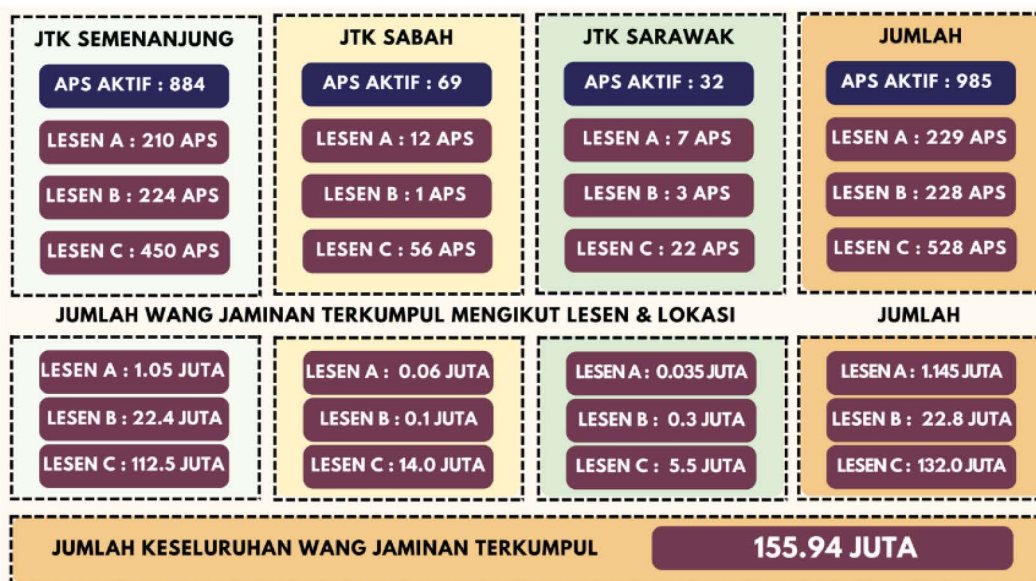 JTK SEMENANJUNG
APS AKTIF : 884
LESEN A : 210 APS
LESEN B : 224 APS
LESEN C : 450 APS
JTK SABAH
APS AKTIF : 69
LESEN A : 12 APS
LESEN B : 1 APS
LESEN C : 56 APS
JTK SARAWAK
APS AKTIF : 32
LESEN A : 7 APS
LESEN B : 3 APS
LESEN C : 22 APS
JUMLAH
APS AKTIF : 985
LESEN A : 229 APS
LESEN B : 228 APS
LESEN C : 528 APS
JUMLAH WANG JAMINAN TERKUMPUL MENGIKUT LESEN & LOKASI
JUMLAH
LESEN A : 1.05 JUTA
LESEN B : 22.4 JUTA
LESEN C : 112.5 JUTA
LESEN A : 0.06 JUTA
LESEN B : 0.1 JUTA
LESEN C : 14.0 JUTA
LESEN A : 0.035 JUTA
LESEN B : 0.3 JUTA
LESEN C : 5.5 JUTA
LESEN A : 1.145 JUTA
LESEN B : 22.8 JUTA
LESEN C : 132.0 JUTA
JUMLAH KESELURUHAN WANG JAMINAN TERKUMPUL
155.94 JUTA